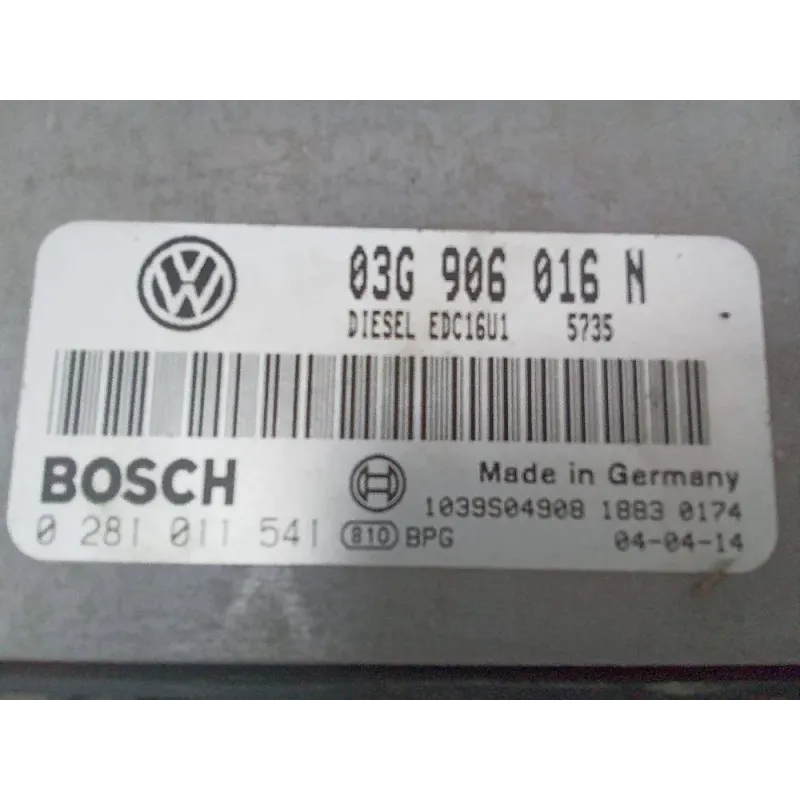 03G 906 016 N
DIESEL EDC16U1 5735
BOSCH
Made in Germany
1039S04908 1883 0174
0 281 011 541 810 BPG 04-04-14